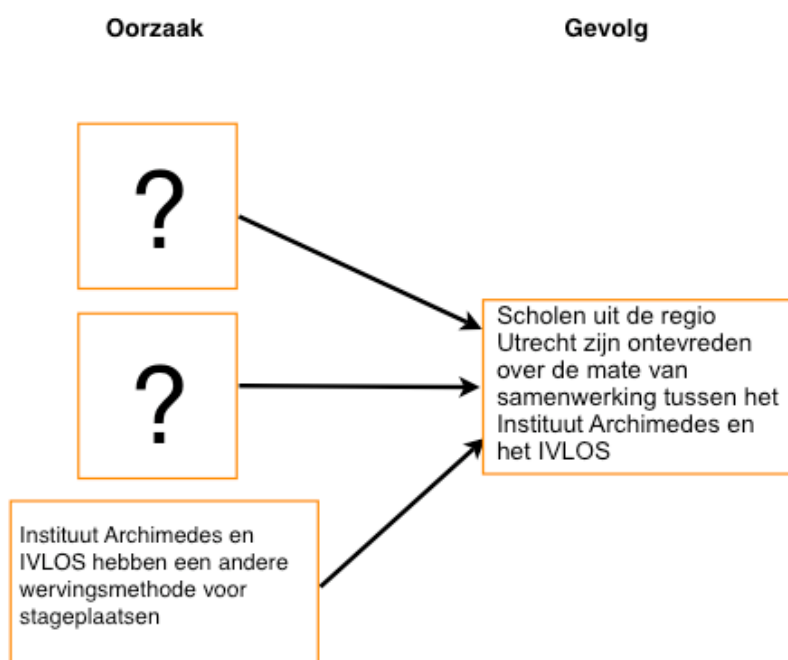 Oorzaak Gevolg
?
Scholen uit de regio
Utrecht zijn ontevreden
over de mate van
samenwerking tussen het
Instituut Archimedes en
het IVLOS
?
Instituut Archimedes en
IVLOS hebben een andere
wervingsmethode voor
stageplaatsen